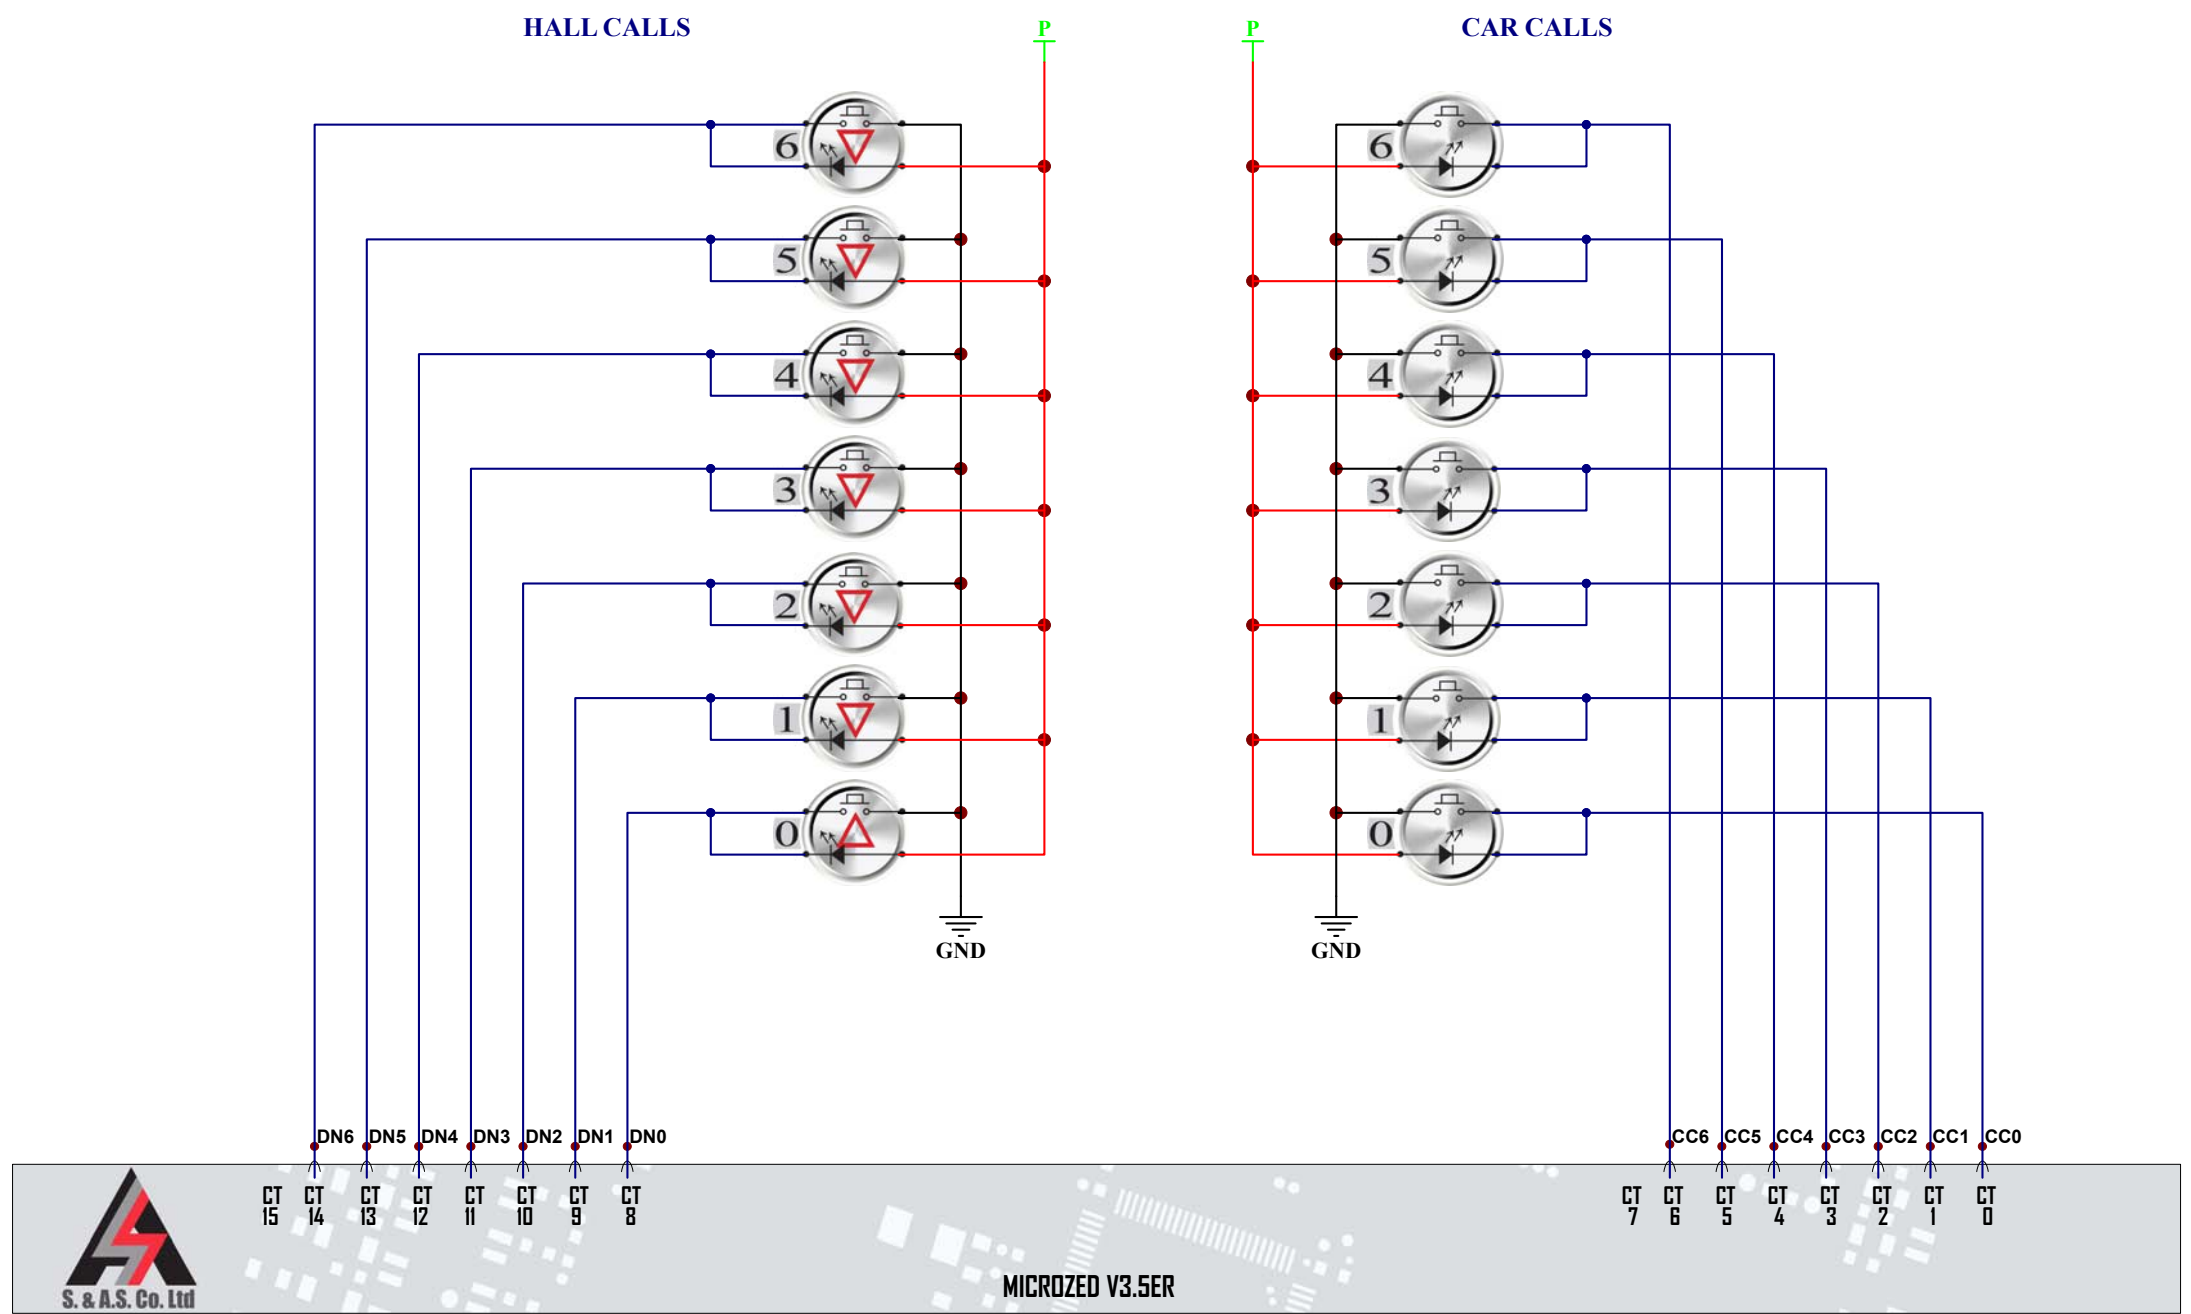 HALL CALLS
P
P
CAR CALLS
6
6
5
5
4
4
3
3
2
2
1
1
0
0
GND
GND
DN6 DN5 DN4 DN3 DN2 DN1 DN0
CC6 CC5 CC4 CC3 CC2 CC1 CC0
CT CT CT CT CT CT CT CT
15 14 13 12 11 10 9 8
CT CT CT CT CT CT CT CT
7 6 5 4 3 2 1 0
MICROZED V3.5ER
S. & A.S. Co. Ltd